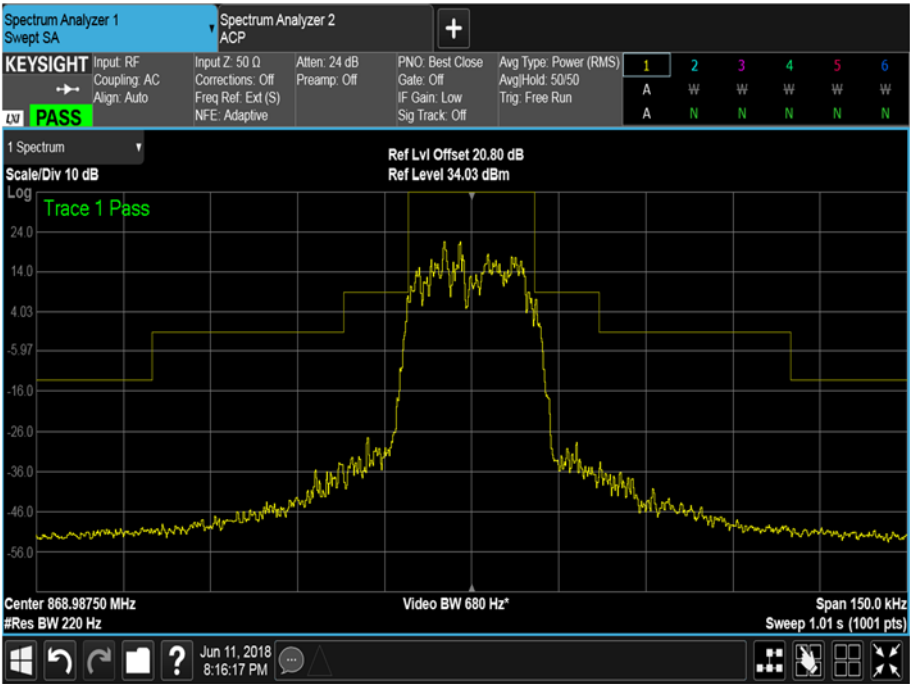 Spectrum Analyzer 1
Swept SA
Spectrum Analyzer 2
ACP
+
KEYSIGHT
LXI PASS
Input: RF
Coupling: AC
Align: Auto
Input Z: 50 Ω
Corrections: Off
Freq Ref: Ext (S)
NFE: Adaptive
Atten: 24 dB
Preamp: Off
PNO: Best Close
Gate: Off
IF Gain: Low
Sig Track: Off
Avg Type: Power (RMS)
Avg|Hold: 50/50
Trig: Free Run
1 2 3 4 5 6
A W W W W W
A N N N N N
1 Spectrum
Scale/Div 10 dB
Ref Lvl Offset 20.80 dB
Ref Level 34.03 dBm
Log
Trace 1 Pass
24.0
14.0
4.03
-5.97
-16.0
-26.0
-36.0
-46.0
-56.0
Center 868.98750 MHz
#Res BW 220 Hz
Video BW 680 Hz*
Span 150.0 kHz
Sweep 1.01 s (1001 pts)
?
Jun 11, 2018
8:16:17 PM